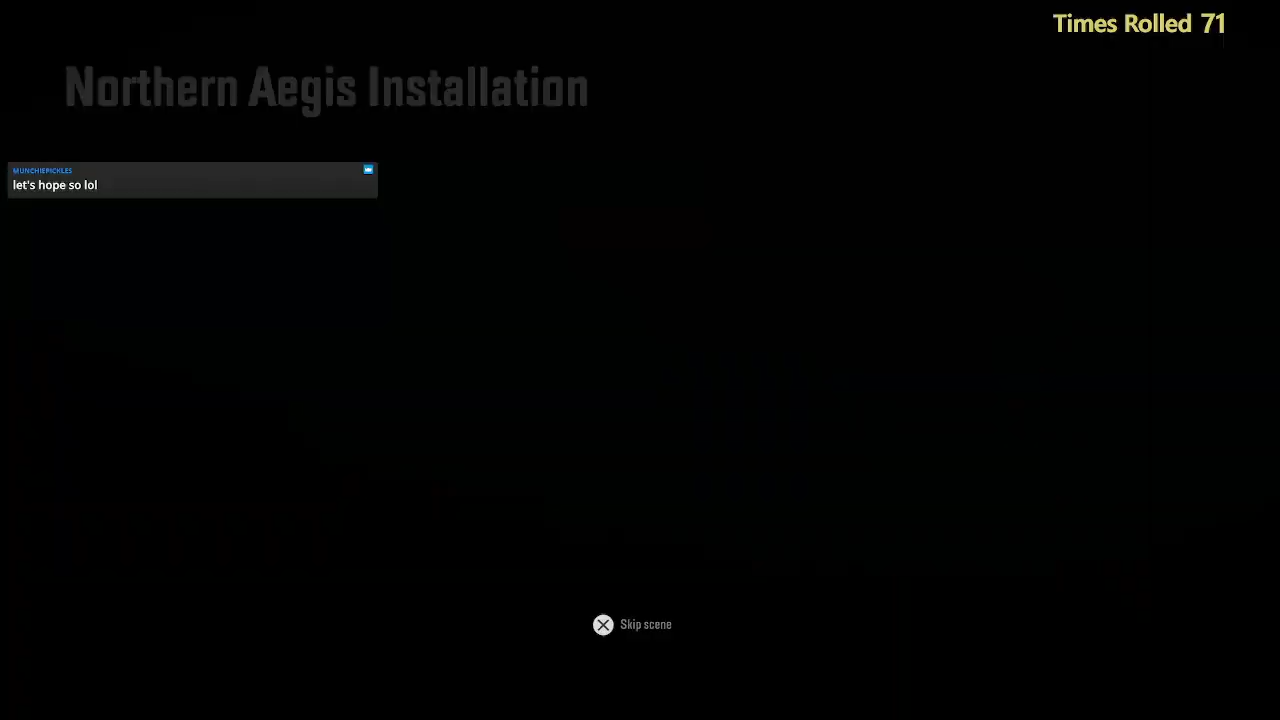 Times Rolled 71
Northern Aegis Installation
MUNCHIEPICKLES
let's hope so lol
Skip scene